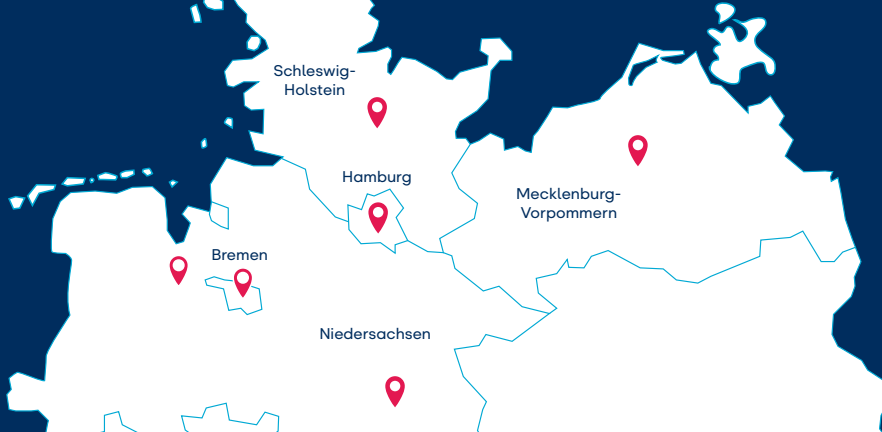 Schleswig-
Holstein
Hamburg
Mecklenburg-
Vorpommern
Bremen
Niedersachsen